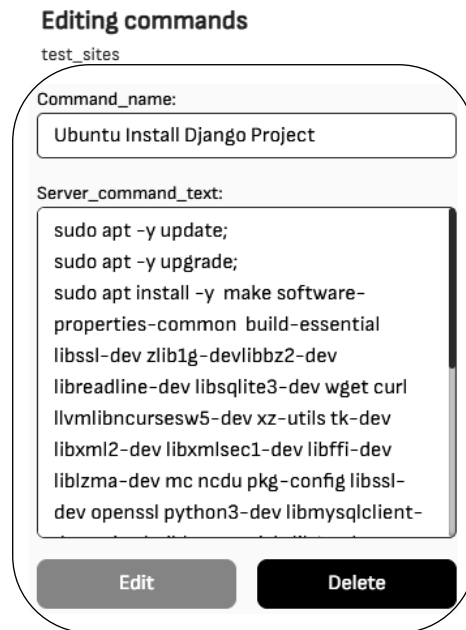 Editing commands
test_sites
Command_name:
Ubuntu Install Django Project
Server_command_text:
sudo apt -y update;
sudo apt -y upgrade;
sudo apt install -y make software-
properties-common build-essential
libssl-dev zlib1g-devlibbz2-dev
libreadline-dev libsqlite3-dev wget curl
llvmlibncursesw5-dev xz-utils tk-dev
libxml2-dev libxmlsec1-dev libffi-dev
liblzma-dev mc ncdu pkg-config libssl-
dev openssl python3-dev libmysqlclient-
Edit
Delete